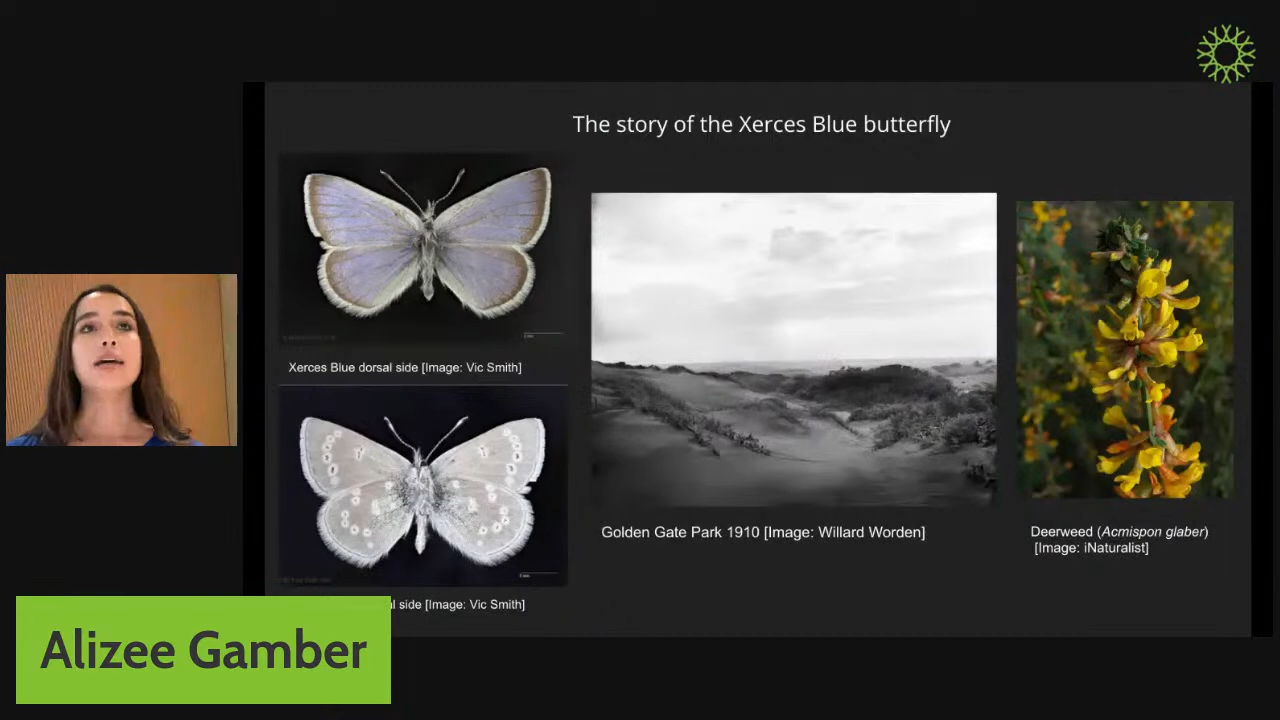 The story of the Xerces Blue butterfly
Xerces Blue dorsal side [Image: Vic Smith]
l side [Image: Vic Smith]
Golden Gate Park 1910 [Image: Willard Worden]
Deerweed (Acmispon glaber)
[Image: iNaturalist]
Alizee Gamber